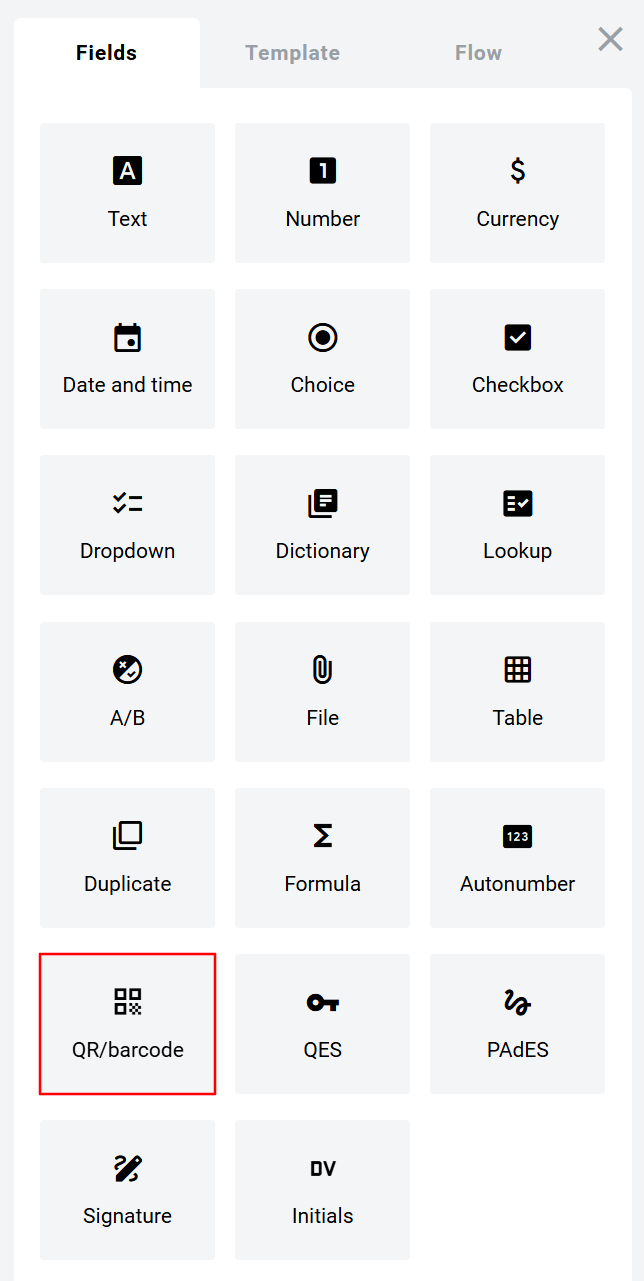 Fields Template Flow
A 1 $
Text Number Currency
Date and time Choice Checkbox
Dropdown Dictionary Lookup
A/B File Table
Σ 123
Duplicate Formula Autonumber
QR/barcode QES PAdES
DV
Signature Initials